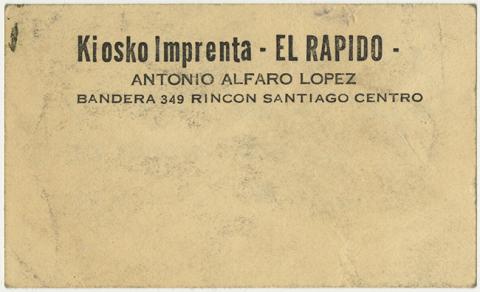 Kiosko Imprenta - EL RAPIDO -
ANTONIO ALFARO LOPEZ
BANDERA 349 RINCON SANTIAGO CENTRO